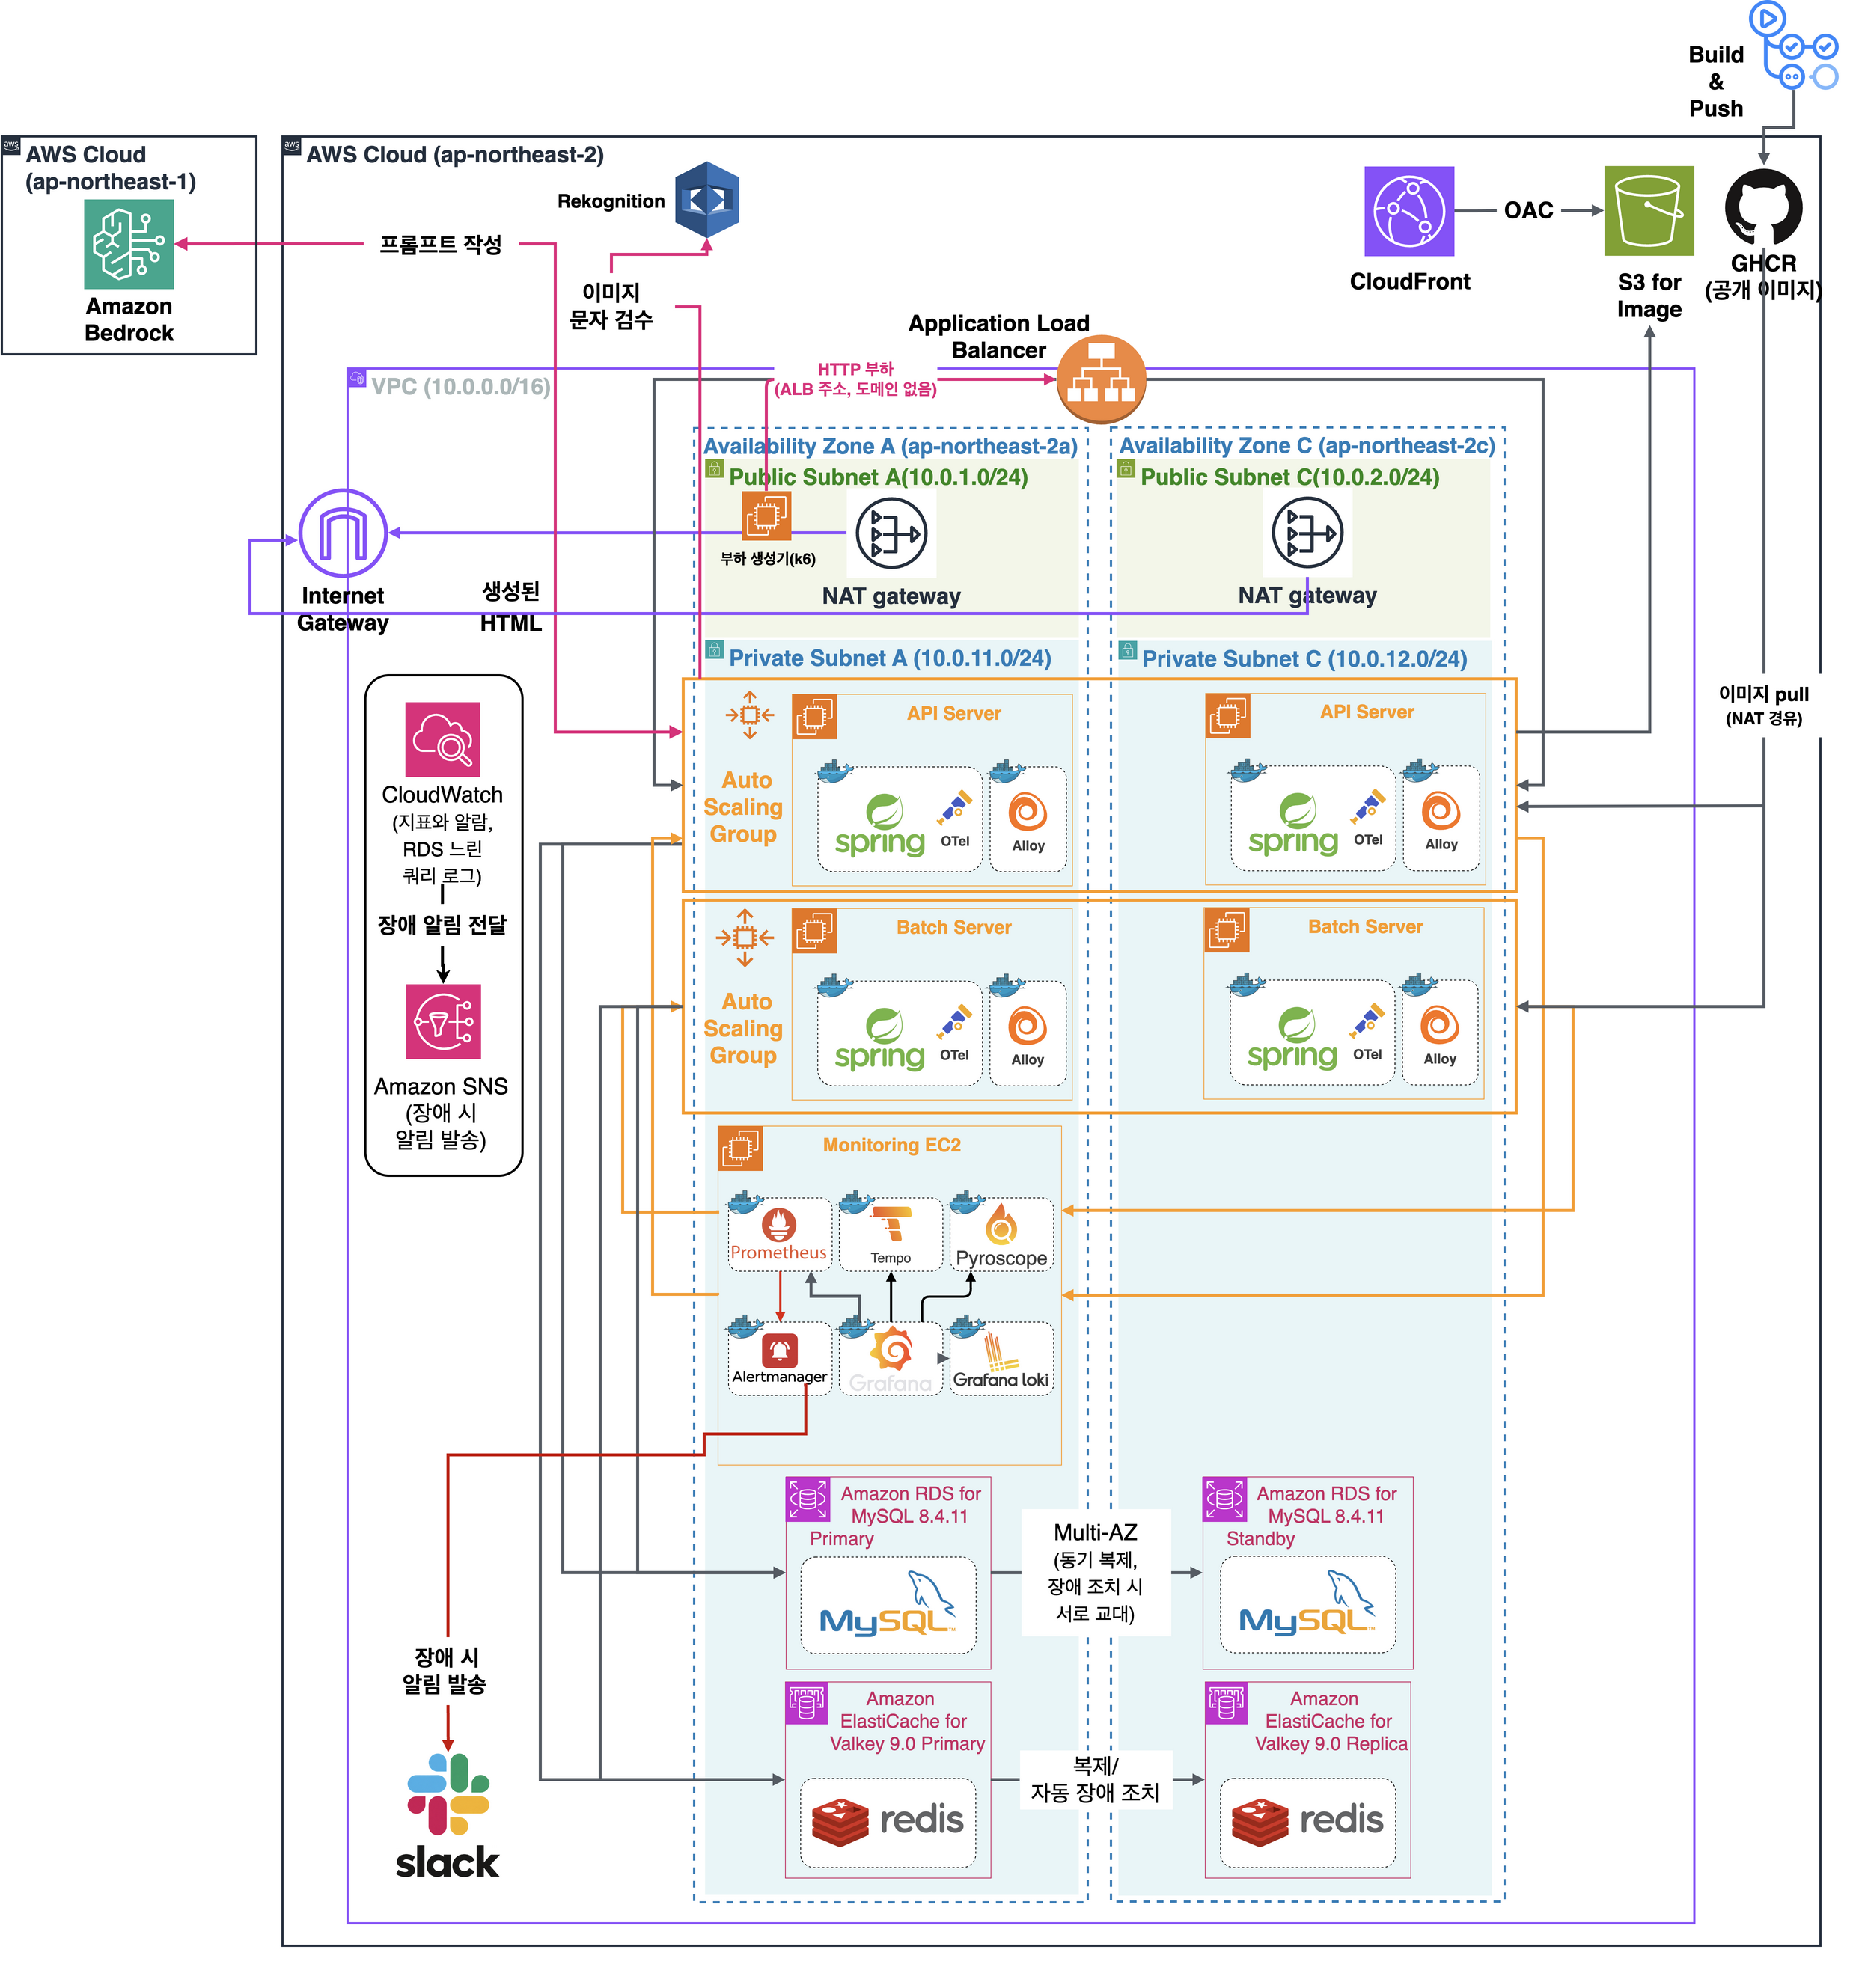 Build
&
Push
aws
AWS Cloud
(ap-northeast-1)
Amazon
Bedrock
aws
AWS Cloud (ap-northeast-2)
Rekognition
프롬프트 작성
이미지
문자 검수
CloudFront
OAC
S3 for
Image
GHCR
(공개 이미지)
Application Load
Balancer
HTTP 부하
(ALB 주소, 도메인 없음)
VPC (10.0.0.0/16)
Availability Zone A (ap-northeast-2a)
Availability Zone C (ap-northeast-2c)
Public Subnet A(10.0.1.0/24)
Public Subnet C(10.0.2.0/24)
부하 생성기(k6)
NAT gateway
NAT gateway
Internet
Gateway
생성된
HTML
Private Subnet A (10.0.11.0/24)
Private Subnet C (10.0.12.0/24)
이미지 pull
(NAT 경유)
CloudWatch
(지표와 알람,
RDS 느린
쿼리 로그)
장애 알림 전달
Amazon SNS
(장애 시
알림 발송)
Auto
Scaling
Group
API Server
spring
OTel
Alloy
API Server
spring
OTel
Alloy
Auto
Scaling
Group
Batch Server
spring
OTel
Alloy
Batch Server
spring
OTel
Alloy
Monitoring EC2
Prometheus
Tempo
Pyroscope
Alertmanager
Grafana
Grafana loki
Amazon RDS for
MySQL 8.4.11
Primary
MySQL™
Multi-AZ
(동기 복제,
장애 조치 시
서로 교대)
Amazon RDS for
MySQL 8.4.11
Standby
MySQL™
장애 시
알림 발송
slack
Amazon
ElastiCache for
Valkey 9.0 Primary
redis
복제/
자동 장애 조치
Amazon
ElastiCache for
Valkey 9.0 Replica
redis